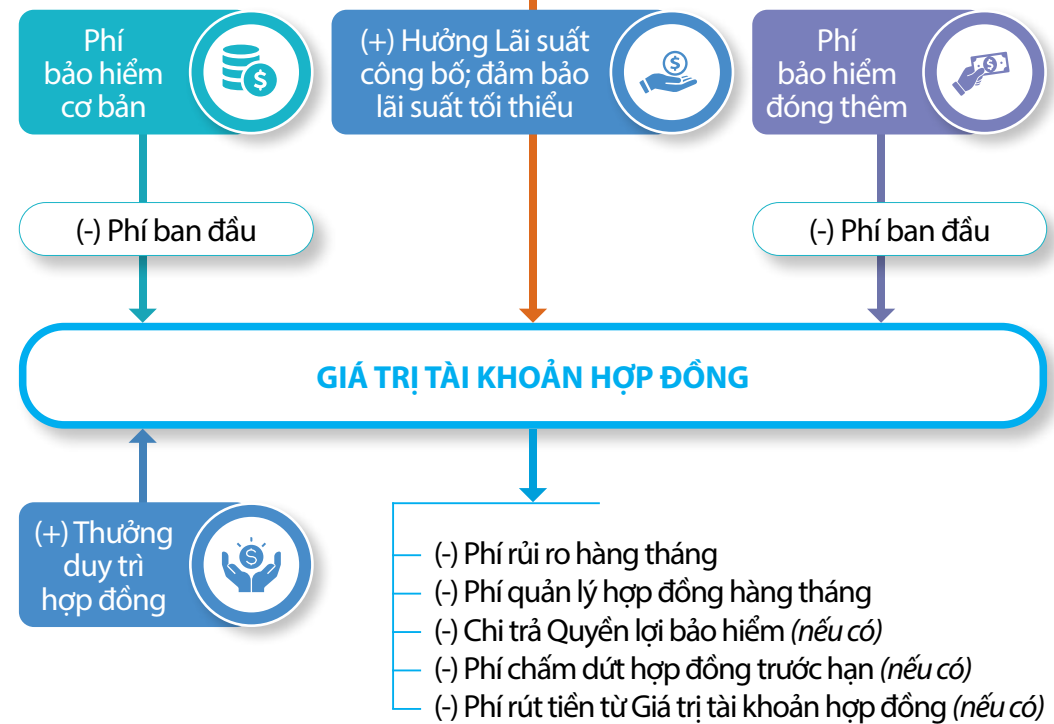 Phí
bảo hiểm
cơ bản
(+) Hưởng Lãi suất
công bố; đảm bảo
lãi suất tối thiểu
Phí
bảo hiểm
đóng thêm
(-) Phí ban đầu
(-) Phí ban đầu
GIÁ TRỊ TÀI KHOẢN HỢP ĐỒNG
(+) Thưởng
duy trì
hợp đồng
(-) Phí rủi ro hàng tháng
(-) Phí quản lý hợp đồng hàng tháng
(-) Chi trả Quyền lợi bảo hiểm (nếu có)
(-) Phí chấm dứt hợp đồng trước hạn (nếu có)
(-) Phí rút tiền từ Giá trị tài khoản hợp đồng (nếu có)